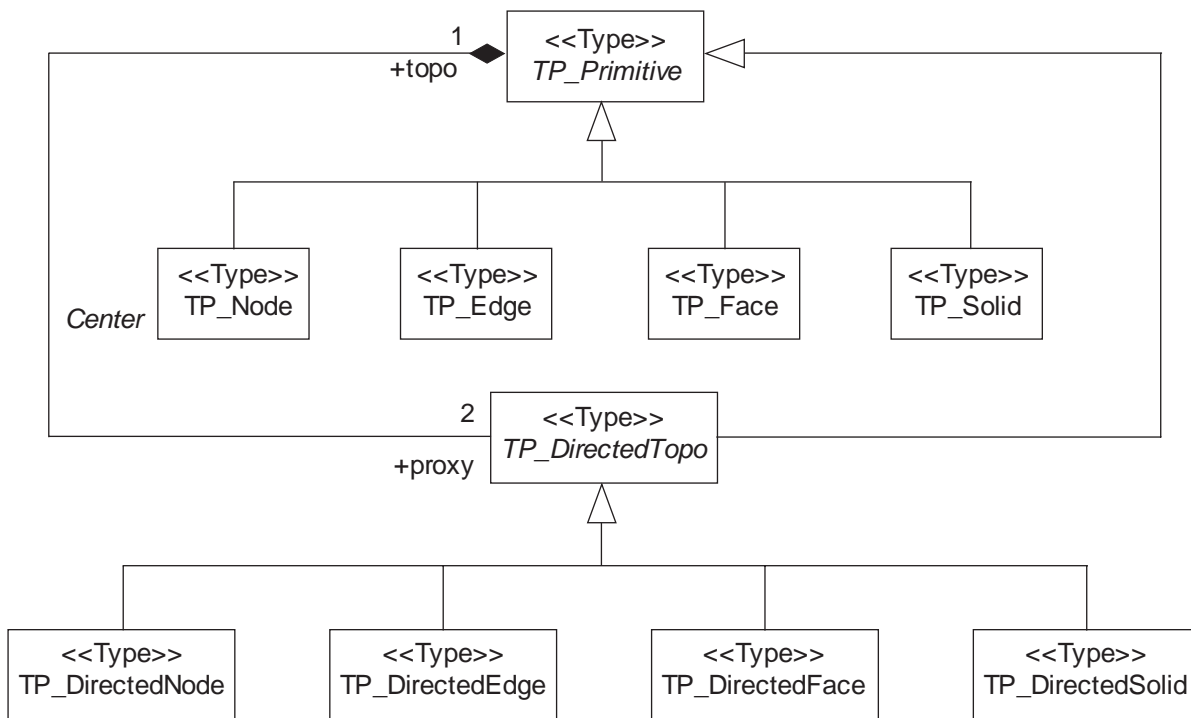 1
+topo
<<Type>>
TP_Primitive
<<Type>>
TP_Node
<<Type>>
TP_Edge
<<Type>>
TP_Face
<<Type>>
TP_Solid
Center
2
+proxy
<<Type>>
TP_DirectedTopo
<<Type>>
TP_DirectedNode
<<Type>>
TP_DirectedEdge
<<Type>>
TP_DirectedFace
<<Type>>
TP_DirectedSolid